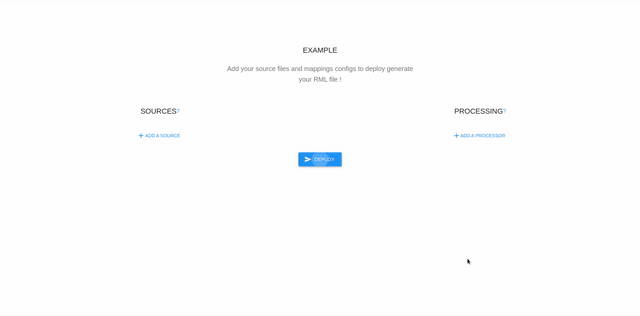 EXAMPLE
Add your source files and mappings configs to deploy generate
your RML file !
SOURCES?
PROCESSING?
+ ADD A SOURCE
+ ADD A PROCESSOR
DEPLOY